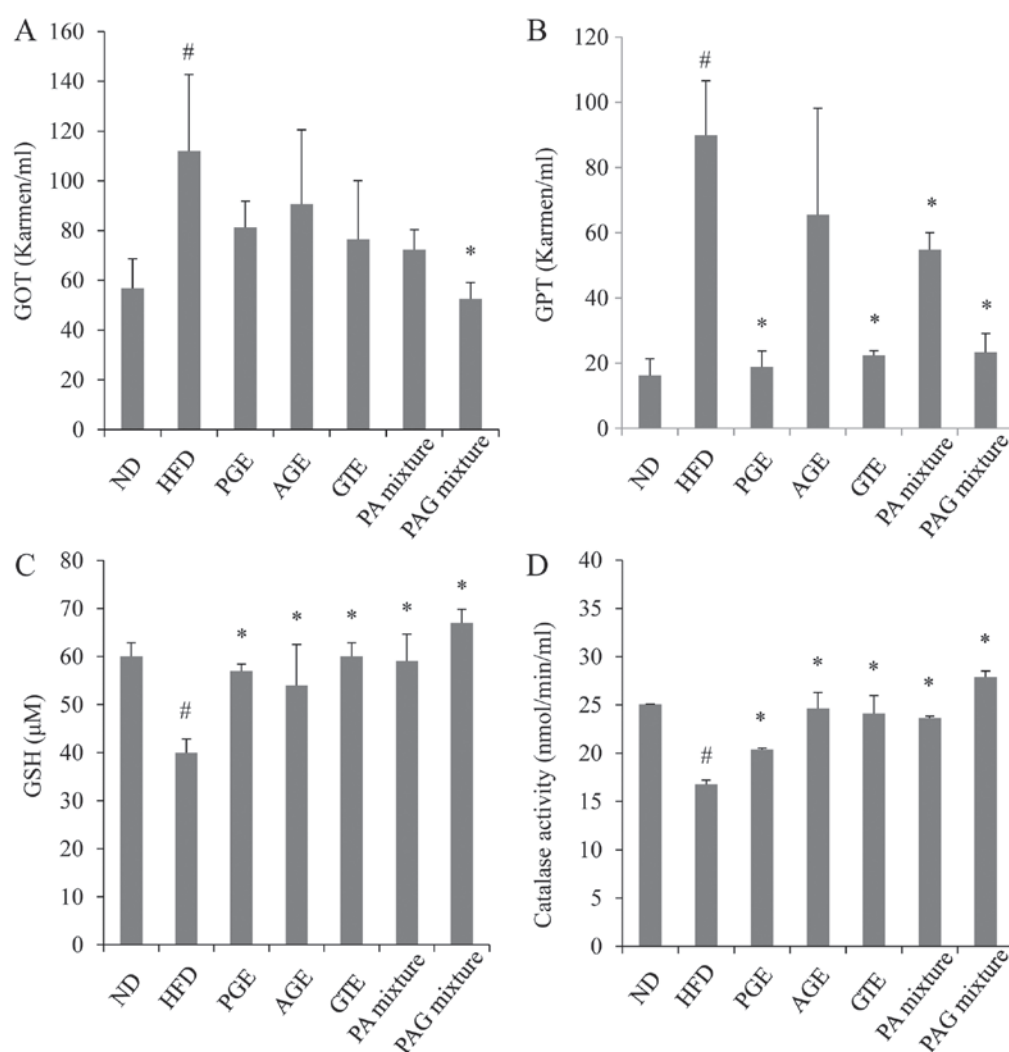 A
GOT (Karmen/ml)
160
140
120
100
80
60
40
20
0
#
*
ND
HFD
PGE
AGE
GTE
PA mixture
PAG mixture
B
GPT (Karmen/ml)
120
100
80
60
40
20
0
#
*
*
*
*
ND
HFD
PGE
AGE
GTE
PA mixture
PAG mixture
C
GSH (μM)
80
70
60
50
40
30
20
10
0
#
*
*
*
*
*
ND
HFD
PGE
AGE
GTE
PA mixture
PAG mixture
D
Catalase activity (nmol/min/ml)
40
35
30
25
20
15
10
5
0
#
*
*
*
*
*
ND
HFD
PGE
AGE
GTE
PA mixture
PAG mixture